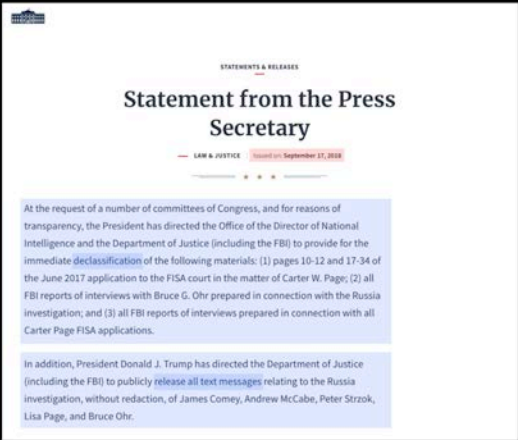 STATEMENTS & RELEASES
Statement from the Press
Secretary
LAW & JUSTICE Issued on: September 17, 2018
At the request of a number of committees of Congress, and for reasons of
transparency, the President has directed the Office of the Director of National
Intelligence and the Department of Justice (including the FBI) to provide for the
immediate declassification of the following materials: (1) pages 10-12 and 17-34 of
the June 2017 application to the FISA court in the matter of Carter W. Page; (2) all
FBI reports of interviews with Bruce G. Ohr prepared in connection with the Russia
investigation; and (3) all FBI reports of interviews prepared in connection with all
Carter Page FISA applications.
In addition, President Donald J. Trump has directed the Department of Justice
(including the FBI) to publicly release all text messages relating to the Russia
investigation, without redaction, of James Comey, Andrew McCabe, Peter Strzok,
Lisa Page, and Bruce Ohr.